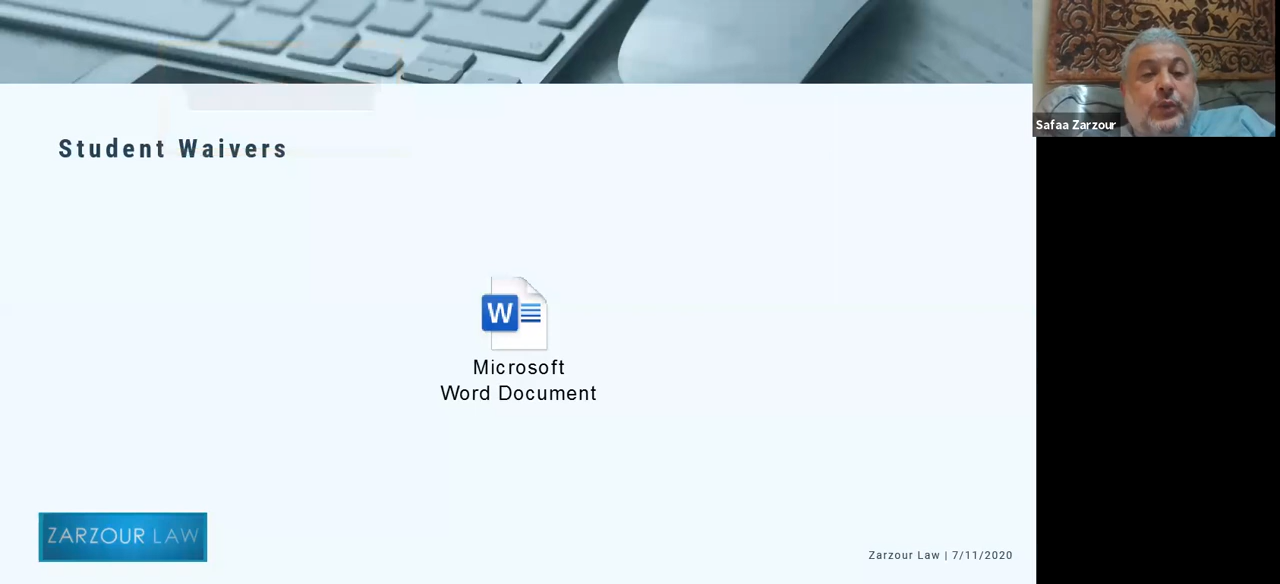 Safaa Zarzour
Student Waivers
W
Microsoft
Word Document
ZARZOUR LAW
Zarzour Law | 7/11/2020